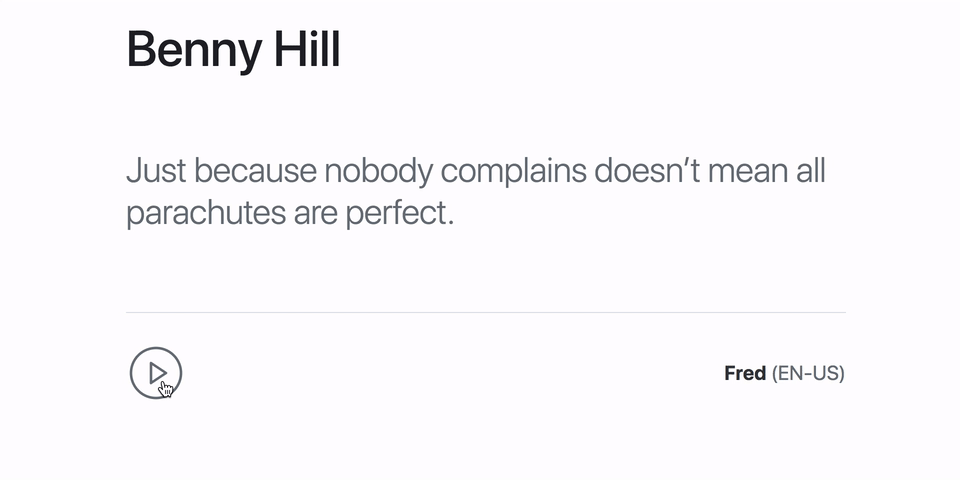 Benny Hill
Just because nobody complains doesn’t mean all
parachutes are perfect.
Fred (EN-US)